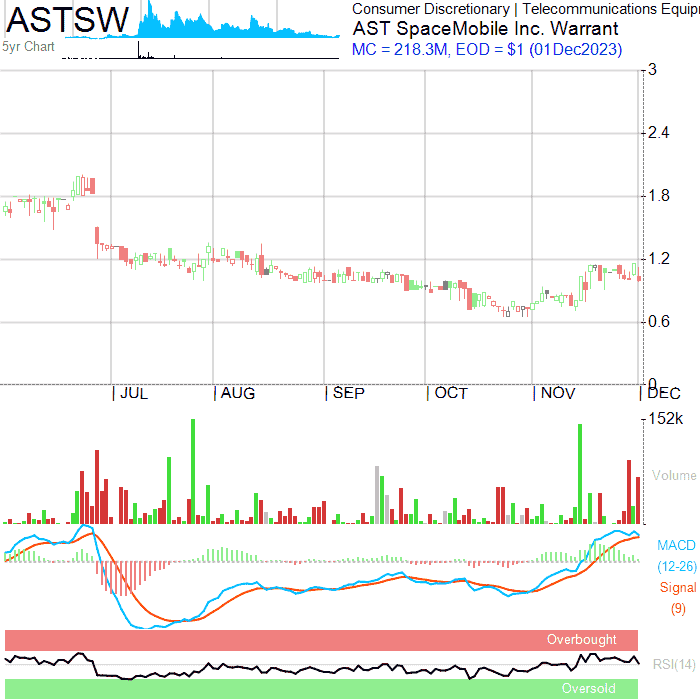 ASTSW
5yr Chart
Consumer Discretionary | Telecommunications Equip
AST SpaceMobile Inc. Warrant
MC = 218.3M, EOD = $1 (01Dec2023)
3
2.4
1.8
1.2
0.6
0
| JUL | AUG | SEP | OCT | NOV | DEC
152k
Volume
MACD
(12-26)
Signal
(9)
Overbought
RSI(14)
Oversold